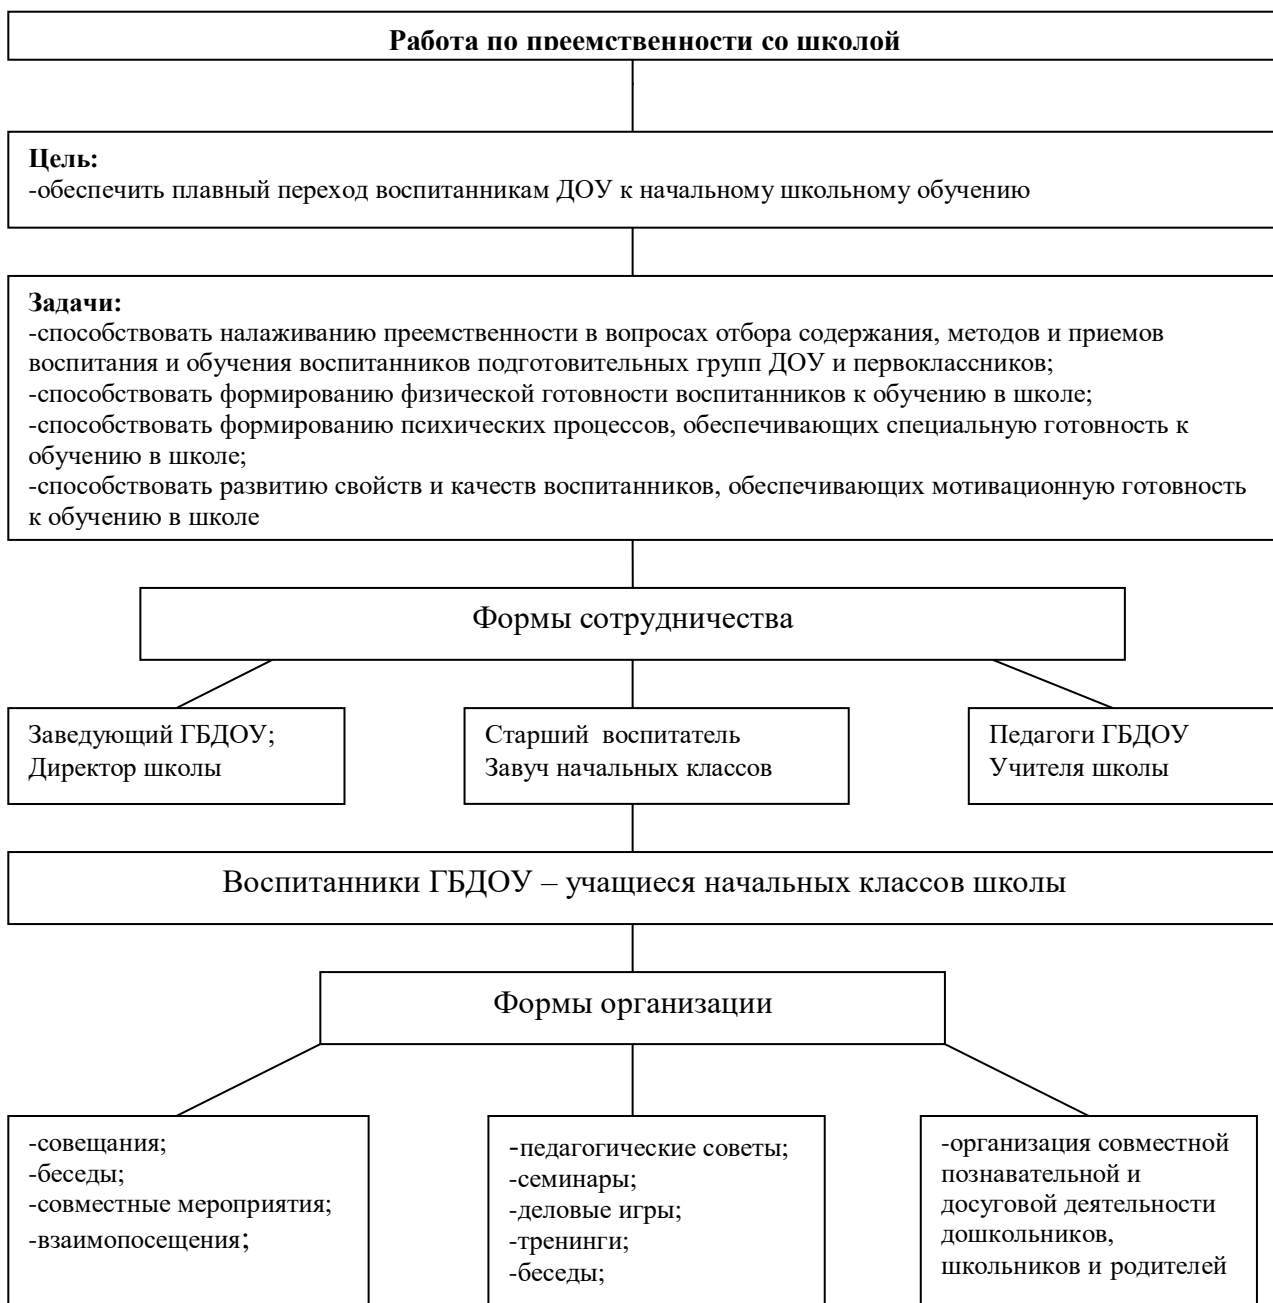 Работа по преемственности со школой
Цель:
-обеспечить плавный переход воспитанникам ДОУ к начальному школьному обучению
Задачи:
-способствовать налаживанию преемственности в вопросах отбора содержания, методов и приемов
воспитания и обучения воспитанников подготовительных групп ДОУ и первоклассников;
-способствовать формированию физической готовности воспитанников к обучению в школе;
-способствовать формированию психических процессов, обеспечивающих специальную готовность к
обучению в школе;
-способствовать развитию свойств и качеств воспитанников, обеспечивающих мотивационную готовность
к обучению в школе
Формы сотрудничества
Заведующий ГБДОУ;
Директор школы
Старший воспитатель
Завуч начальных классов
Педагоги ГБДОУ
Учителя школы
Воспитанники ГБДОУ – учащиеся начальных классов школы
Формы организации
-совещания;
-беседы;
-совместные мероприятия;
-взаимопосещения;
-педагогические советы;
-семинары;
-деловые игры;
-тренинги;
-беседы;
-организация совместной
познавательной и
досуговой деятельности
дошкольников,
школьников и родителей